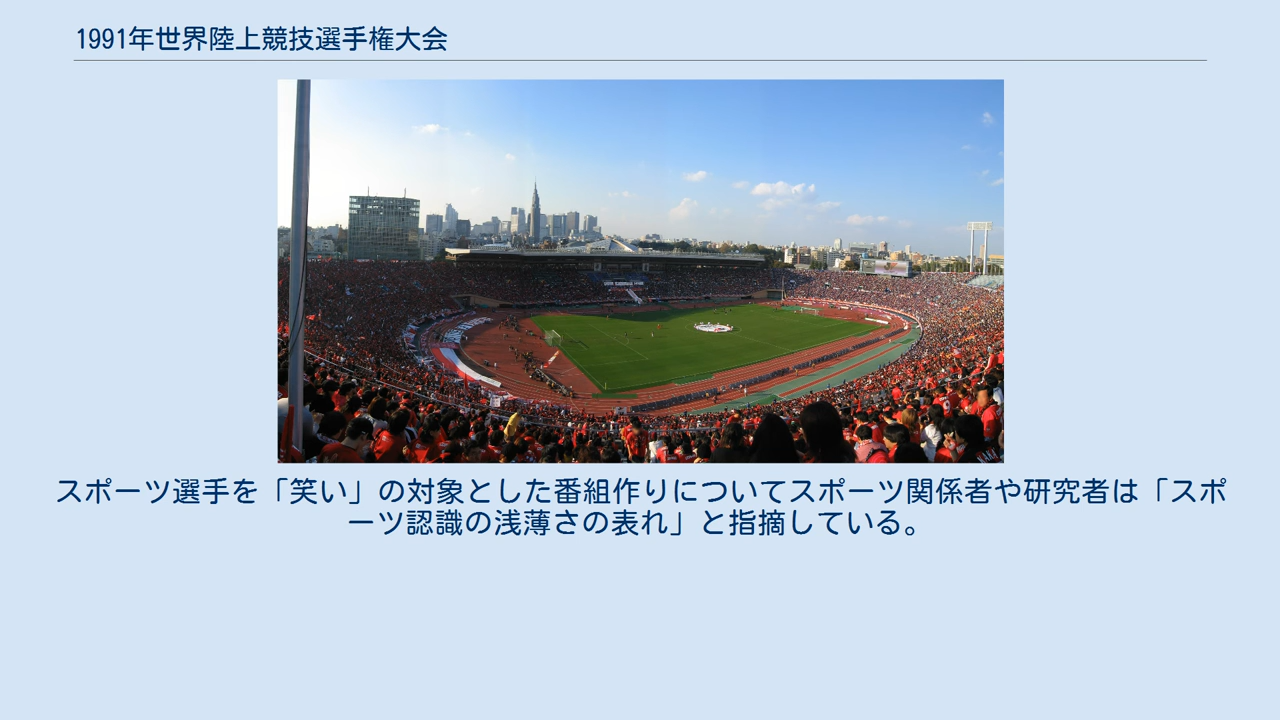 1991年世界陸上競技選手権大会
スポーツ選手を「笑い」の対象とした番組作りについてスポーツ関係者や研究者は「スポ
ーツ認識の浅薄さの表れ」と指摘している。